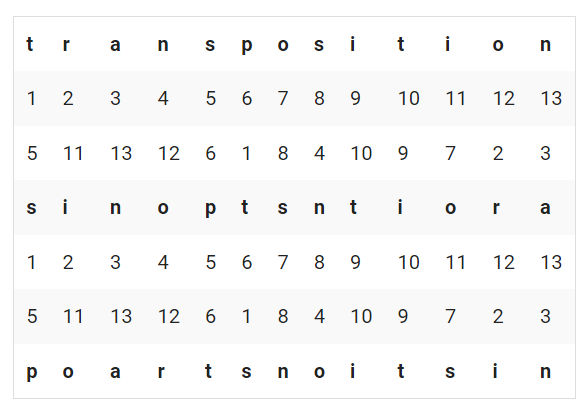 t r a n s p o s i t i o n
1 2 3 4 5 6 7 8 9 10 11 12 13
5 11 13 12 6 1 8 4 10 9 7 2 3
s i n o p t s n t i o r a
1 2 3 4 5 6 7 8 9 10 11 12 13
5 11 13 12 6 1 8 4 10 9 7 2 3
p o a r t s n o i t s i n